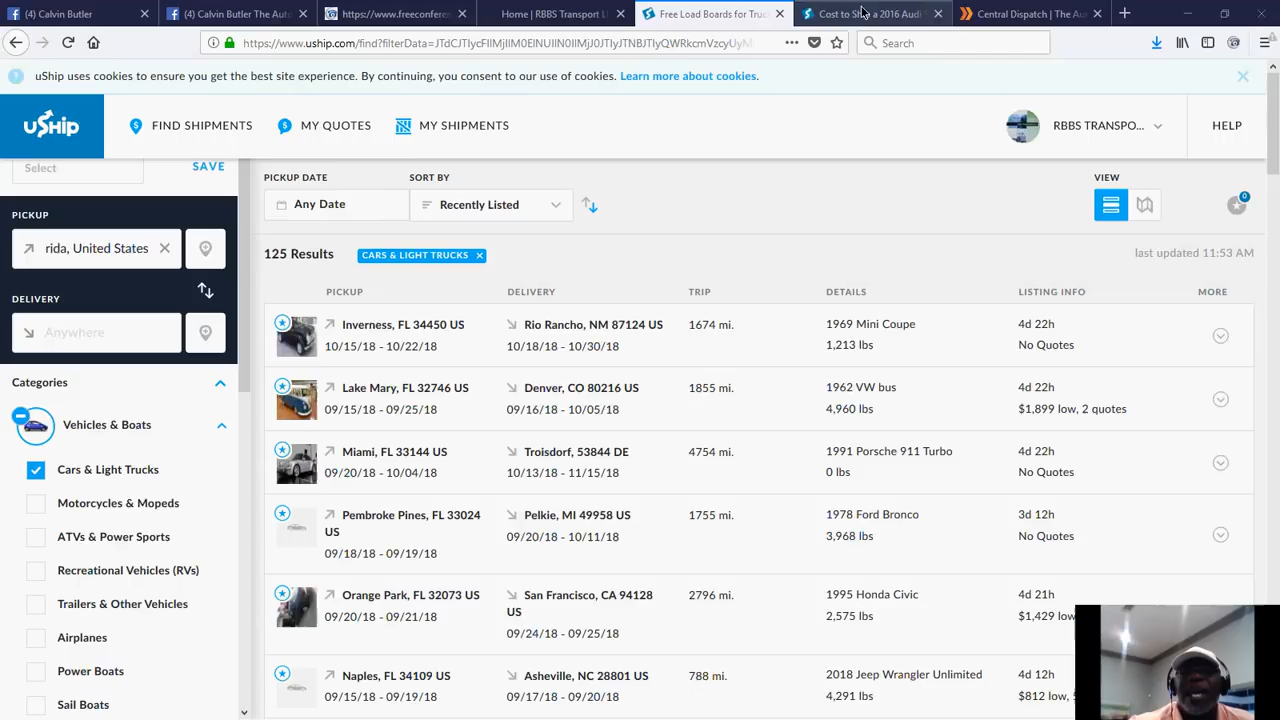 (4) Calvin Butler
(4) Calvin Butler The Auto
https://www.freeconfere
Home | RBBS Transport L
Free Load Boards for Truck
Cost to Ship a 2016 Audi
Central Dispatch | The Au
https://www.uship.com/find?filterData=
Search
uShip uses cookies to ensure you get the best site experience. By continuing, you consent to our use of cookies. Learn more about cookies.
uShip
FIND SHIPMENTS
MY QUOTES
MY SHIPMENTS
RBBS TRANSPO...
HELP
Select
SAVE
PICKUP
rida, United States
DELIVERY
Anywhere
Categories
Vehicles & Boats
Cars & Light Trucks
Motorcycles & Mopeds
ATVs & Power Sports
Recreational Vehicles (RVs)
Trailers & Other Vehicles
Airplanes
Power Boats
Sail Boats
PICKUP DATE
SORT BY
VIEW
Any Date
Recently Listed
0
125 Results
CARS & LIGHT TRUCKS
last updated 11:53 AM
PICKUP DELIVERY TRIP DETAILS LISTING INFO MORE
Inverness, FL 34450 US Rio Rancho, NM 87124 US 1674 mi. 1969 Mini Coupe 4d 22h
10/15/18 - 10/22/18 10/18/18 - 10/30/18 1,213 lbs No Quotes
Lake Mary, FL 32746 US Denver, CO 80216 US 1855 mi. 1962 VW bus 4d 22h
09/15/18 - 09/25/18 09/16/18 - 10/05/18 4,960 lbs $1,899 low, 2 quotes
Miami, FL 33144 US Troisdorf, 53844 DE 4754 mi. 1991 Porsche 911 Turbo 4d 22h
09/20/18 - 10/04/18 10/13/18 - 11/15/18 0 lbs No Quotes
Pembroke Pines, FL 33024 Pelkie, MI 49958 US 1755 mi. 1978 Ford Bronco 3d 12h
US 09/20/18 - 10/11/18 3,968 lbs No Quotes
09/18/18 - 09/19/18
Orange Park, FL 32073 US San Francisco, CA 94128 2796 mi. 1995 Honda Civic 4d 21h
09/20/18 - 09/21/18 US 2,575 lbs $1,429 low
09/24/18 - 09/25/18
Naples, FL 34109 US Asheville, NC 28801 US 788 mi. 2018 Jeep Wrangler Unlimited 4d 12h
09/15/18 - 09/19/18 09/17/18 - 09/20/18 4,291 lbs $812 low,